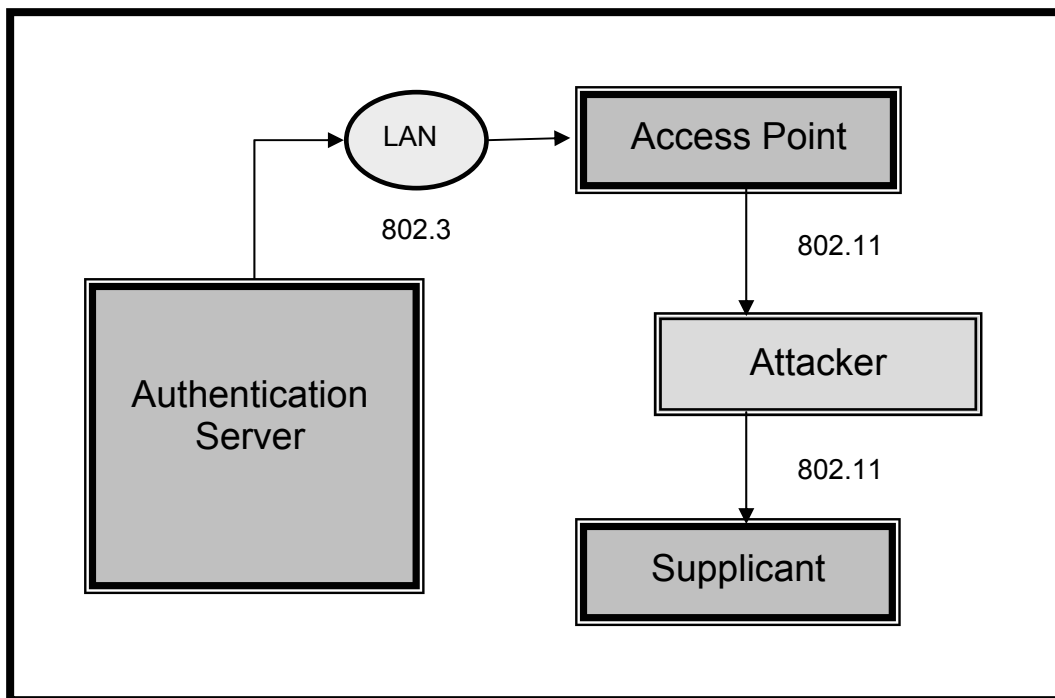 LAN
Access Point
802.3
802.11
Authentication
Server
Attacker
802.11
Supplicant